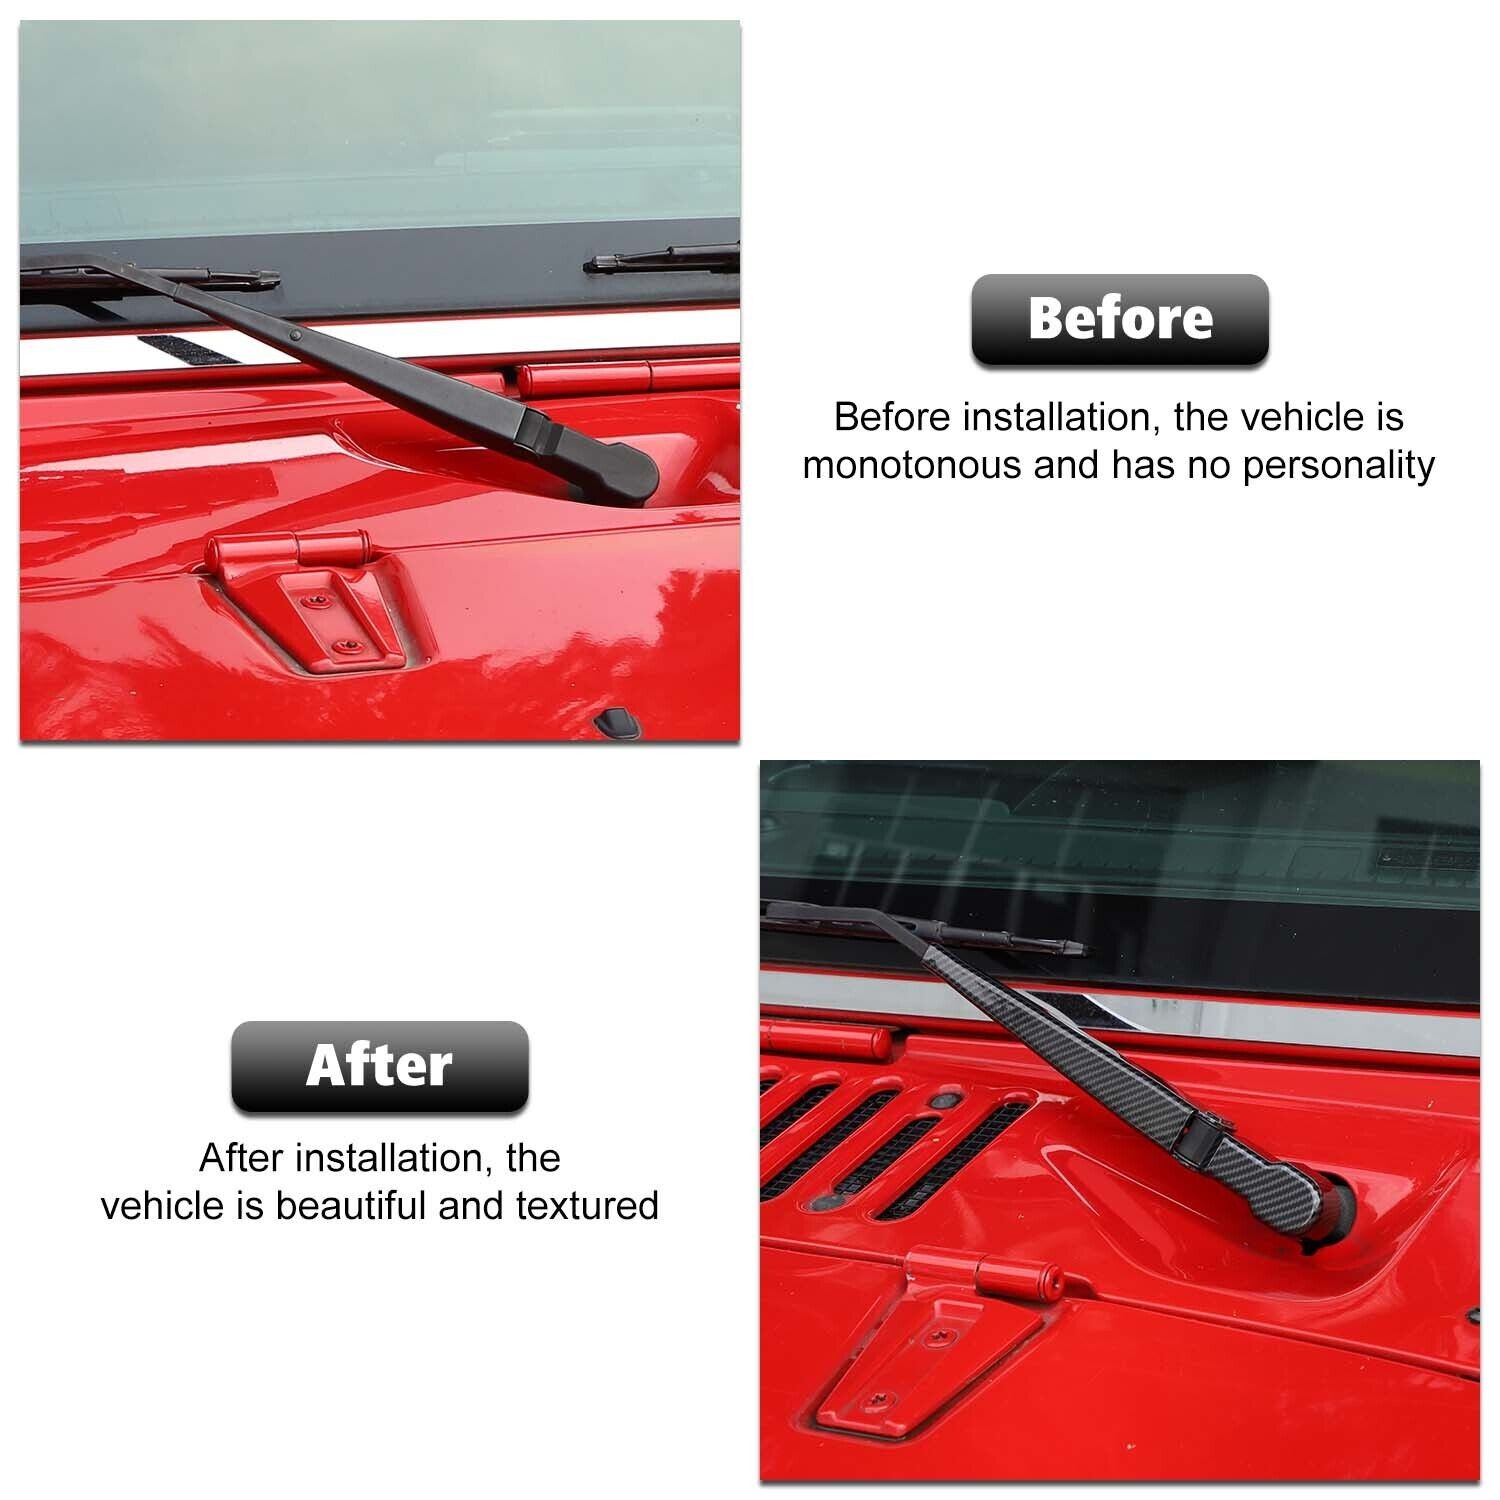 Before
Before installation, the vehicle is
monotonous and has no personality
After
After installation, the
vehicle is beautiful and textured